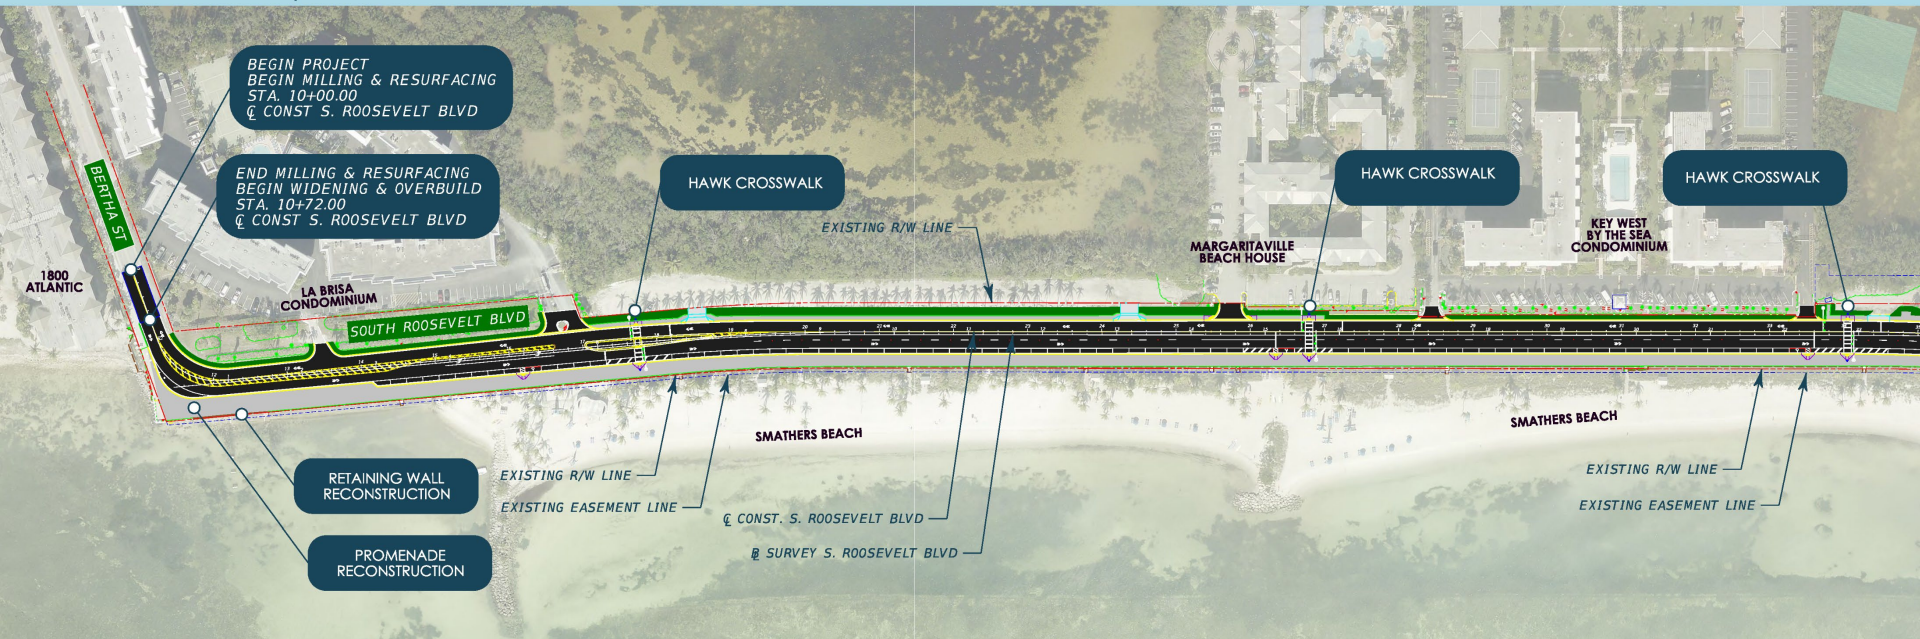 BEGIN PROJECT
BEGIN MILLING & RESURFACING
STA. 10+00.00
℄ CONST S. ROOSEVELT BLVD
END MILLING & RESURFACING
BEGIN WIDENING & OVERBUILD
STA. 10+72.00
℄ CONST S. ROOSEVELT BLVD
BERTHA ST
1800
ATLANTIC
LA BRISA
CONDOMINIUM
SOUTH ROOSEVELT BLVD
HAWK CROSSWALK
EXISTING R/W LINE
MARGARITAVILLE
BEACH HOUSE
HAWK CROSSWALK
KEY WEST
BY THE SEA
CONDOMINIUM
HAWK CROSSWALK
RETAINING WALL
RECONSTRUCTION
PROMENADE
RECONSTRUCTION
SMATHERS BEACH
EXISTING R/W LINE
EXISTING EASEMENT LINE
℄ CONST. S. ROOSEVELT BLVD
B SURVEY S. ROOSEVELT BLVD
SMATHERS BEACH
EXISTING R/W LINE
EXISTING EASEMENT LINE